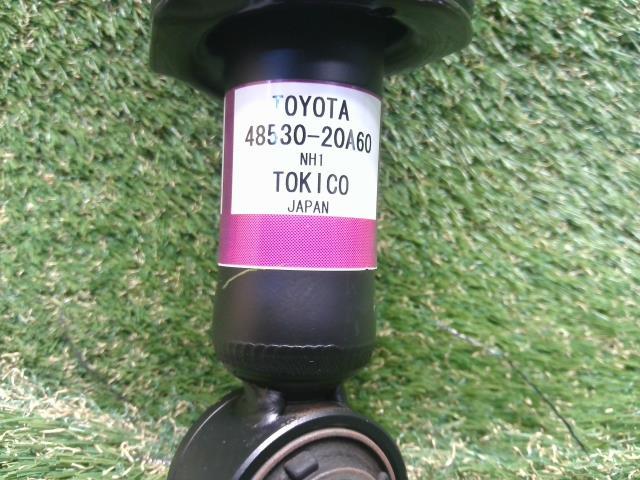 TOYOTA
48530-20A60
NH1
TOKICO
JAPAN